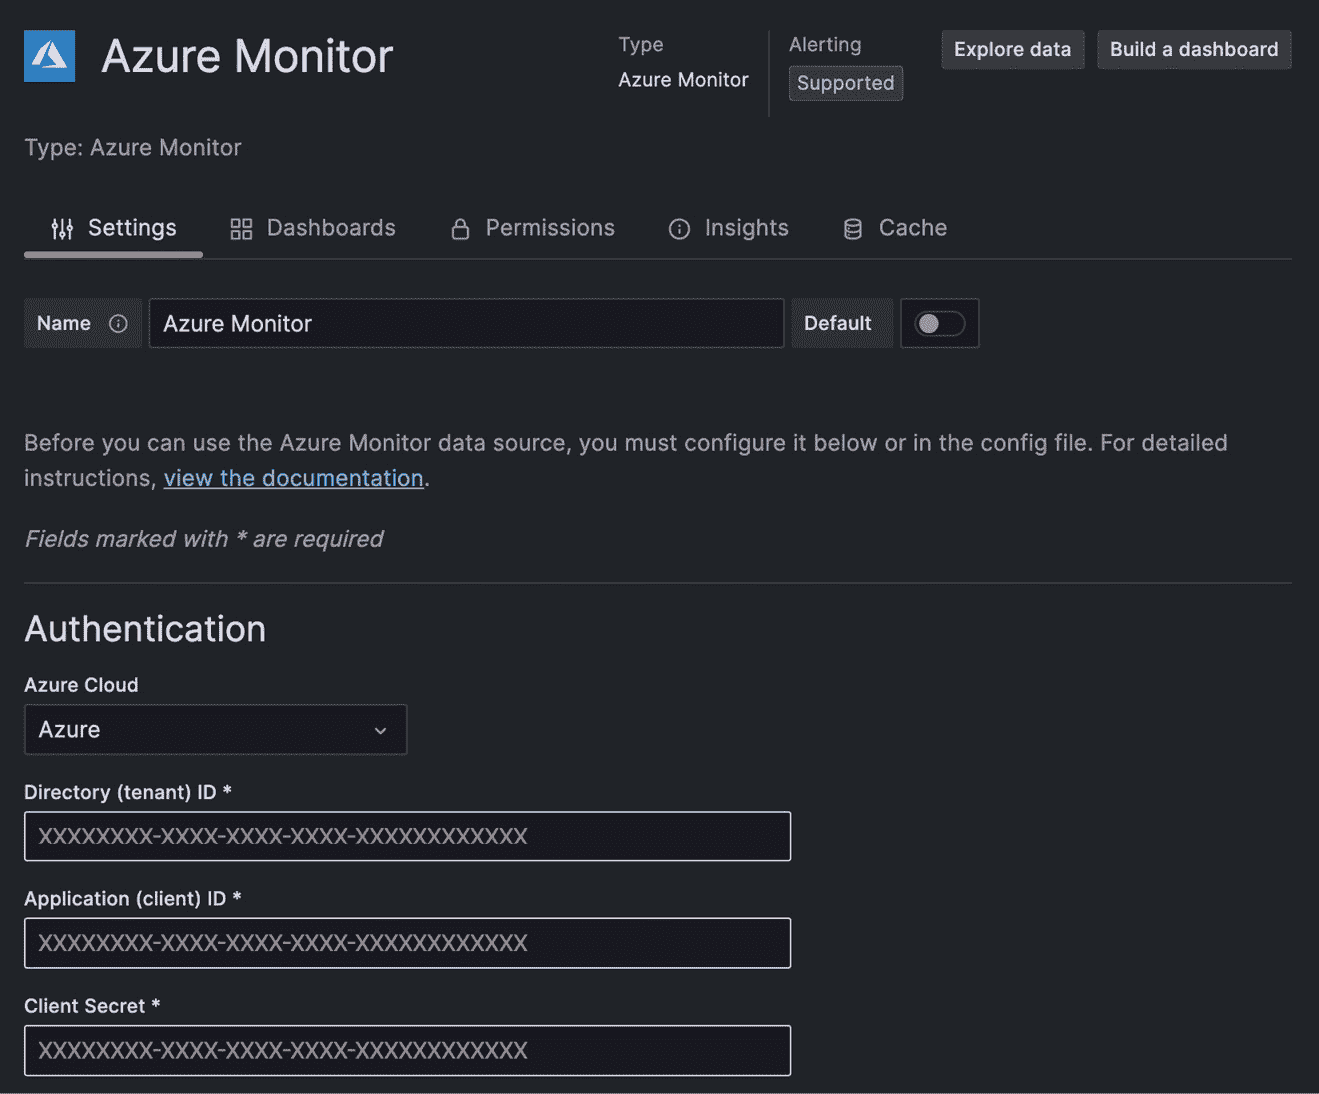 Azure Monitor
Type
Azure Monitor
Alerting
Supported
Explore data
Build a dashboard
Type: Azure Monitor
Settings
Dashboards
Permissions
Insights
Cache
Name
Azure Monitor
Default
Before you can use the Azure Monitor data source, you must configure it below or in the config file. For detailed
instructions, view the documentation.
Fields marked with * are required
Authentication
Azure Cloud
Azure
Directory (tenant) ID *
XXXXXXXX-XXXX-XXXX-XXXX-XXXXXXXXXXXX
Application (client) ID *
XXXXXXXX-XXXX-XXXX-XXXX-XXXXXXXXXXXX
Client Secret *
XXXXXXXX-XXXX-XXXX-XXXX-XXXXXXXXXXXX